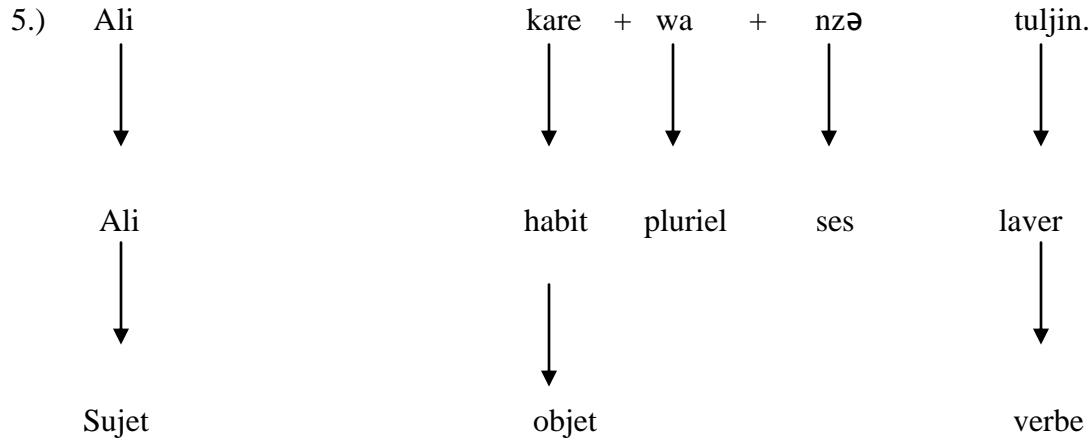 5.) Ali kare + wa + nzə tuljin.
Ali habit pluriel ses laver
Sujet objet verbe